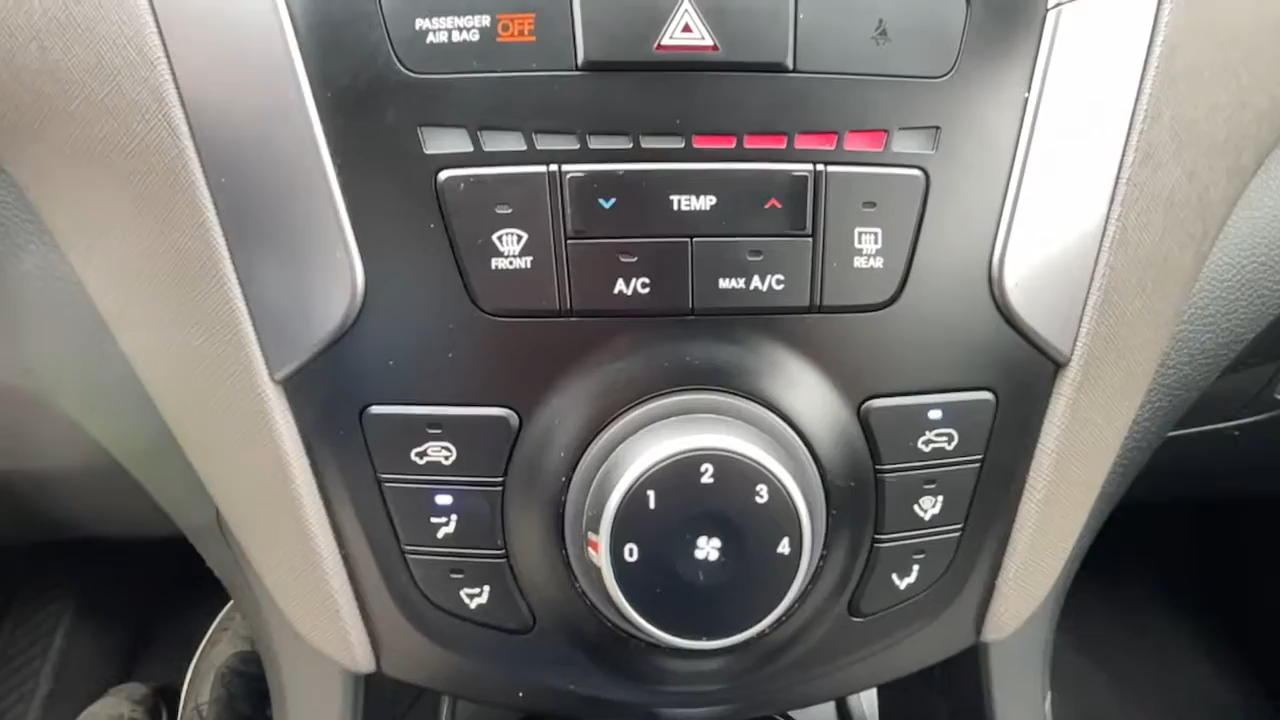 PASSENGER
AIR BAG OFF
TEMP
FRONT
A/C
MAX A/C
REAR
0
1
2
3
4